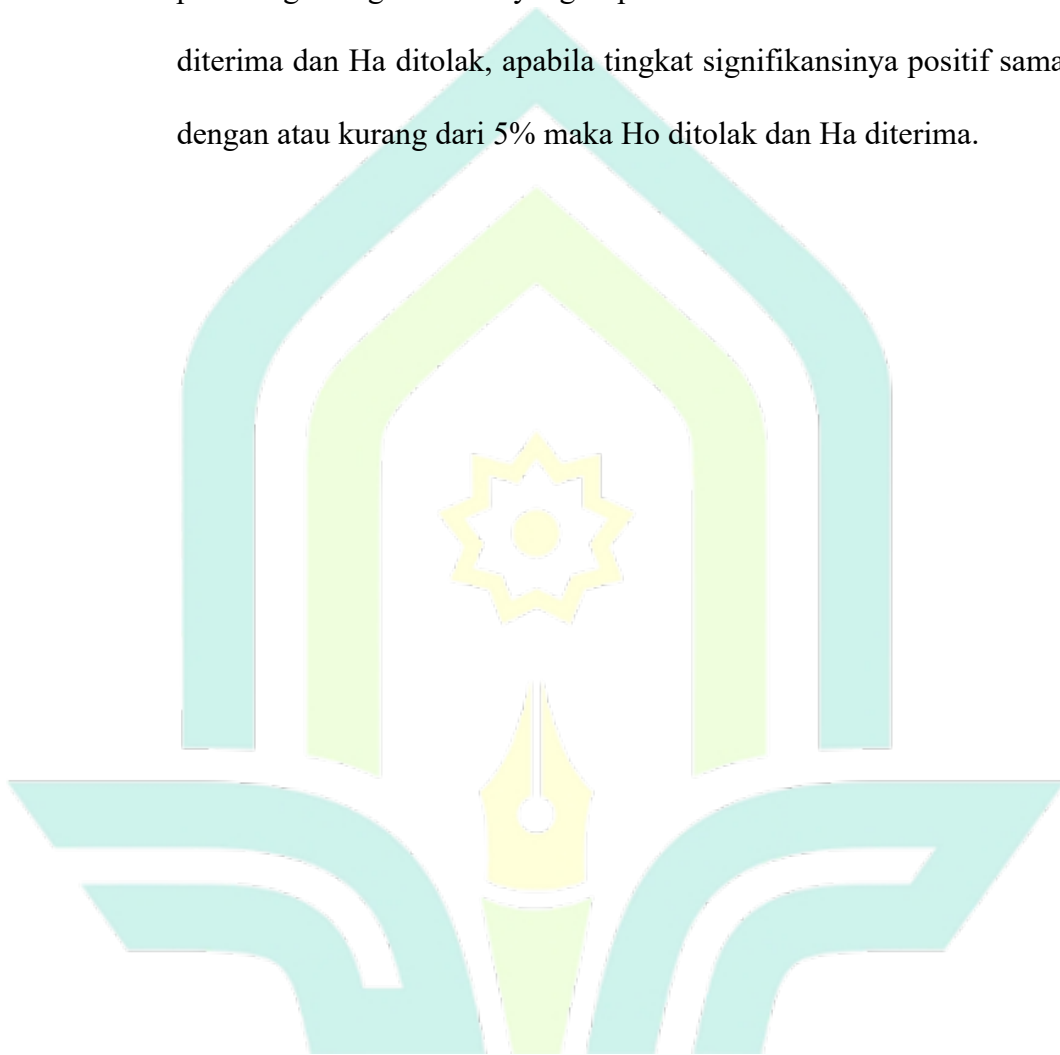 diterima dan Ha ditolak, apabila tingkat signifikansinya positif sama
dengan atau kurang dari 5% maka Ho ditolak dan Ha diterima.